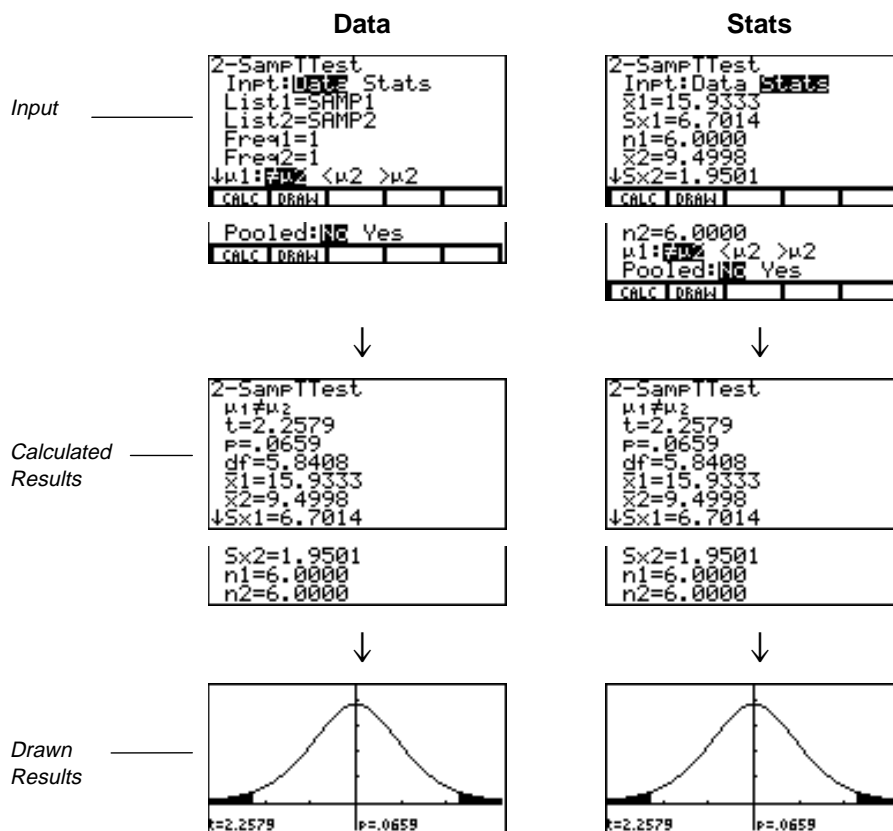 Data
Stats
Input
2-SampTTest
Inpt:Data Stats
List1=SAMP1
List2=SAMP2
Freq1=1
Freq2=1
↓μ1:≠μ2 <μ2 >μ2
CALC DRAW
Pooled:No Yes
CALC DRAW
2-SampTTest
Inpt:Data Stats
x̄1=15.9333
Sx1=6.7014
n1=6.0000
x̄2=9.4998
↓Sx2=1.9501
CALC DRAW
n2=6.0000
μ1:≠μ2 <μ2 >μ2
Pooled:No Yes
CALC DRAW
↓
↓
Calculated
Results
2-SampTTest
μ1≠μ2
t=2.2579
p=.0659
df=5.8408
x̄1=15.9333
x̄2=9.4998
↓Sx1=6.7014
Sx2=1.9501
n1=6.0000
n2=6.0000
2-SampTTest
μ1≠μ2
t=2.2579
p=.0659
df=5.8408
x̄1=15.9333
x̄2=9.4998
↓Sx1=6.7014
Sx2=1.9501
n1=6.0000
n2=6.0000
↓
↓
Drawn
Results
t=2.2579 p=.0659
t=2.2579 p=.0659